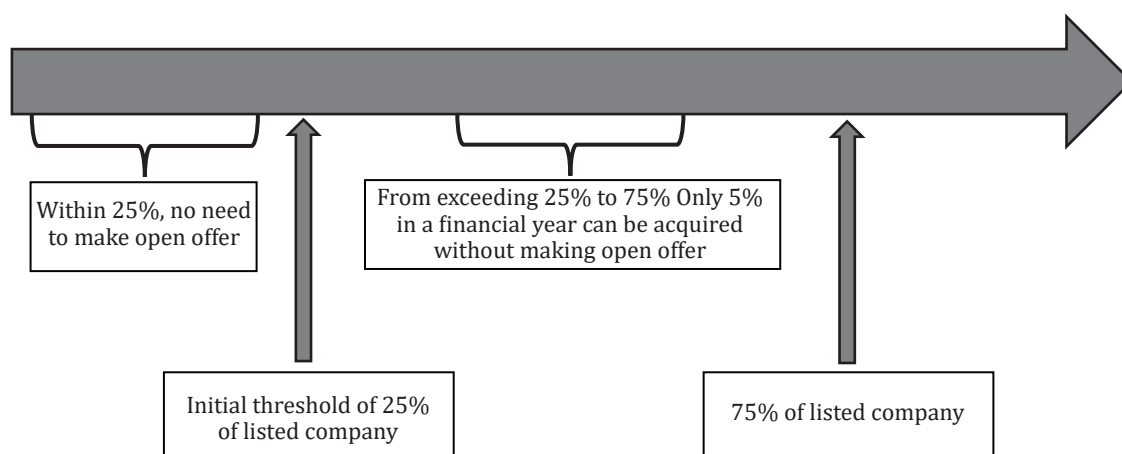 Within 25%, no need
to make open offer
From exceeding 25% to 75% Only 5%
in a financial year can be acquired
without making open offer
Initial threshold of 25%
of listed company
75% of listed company